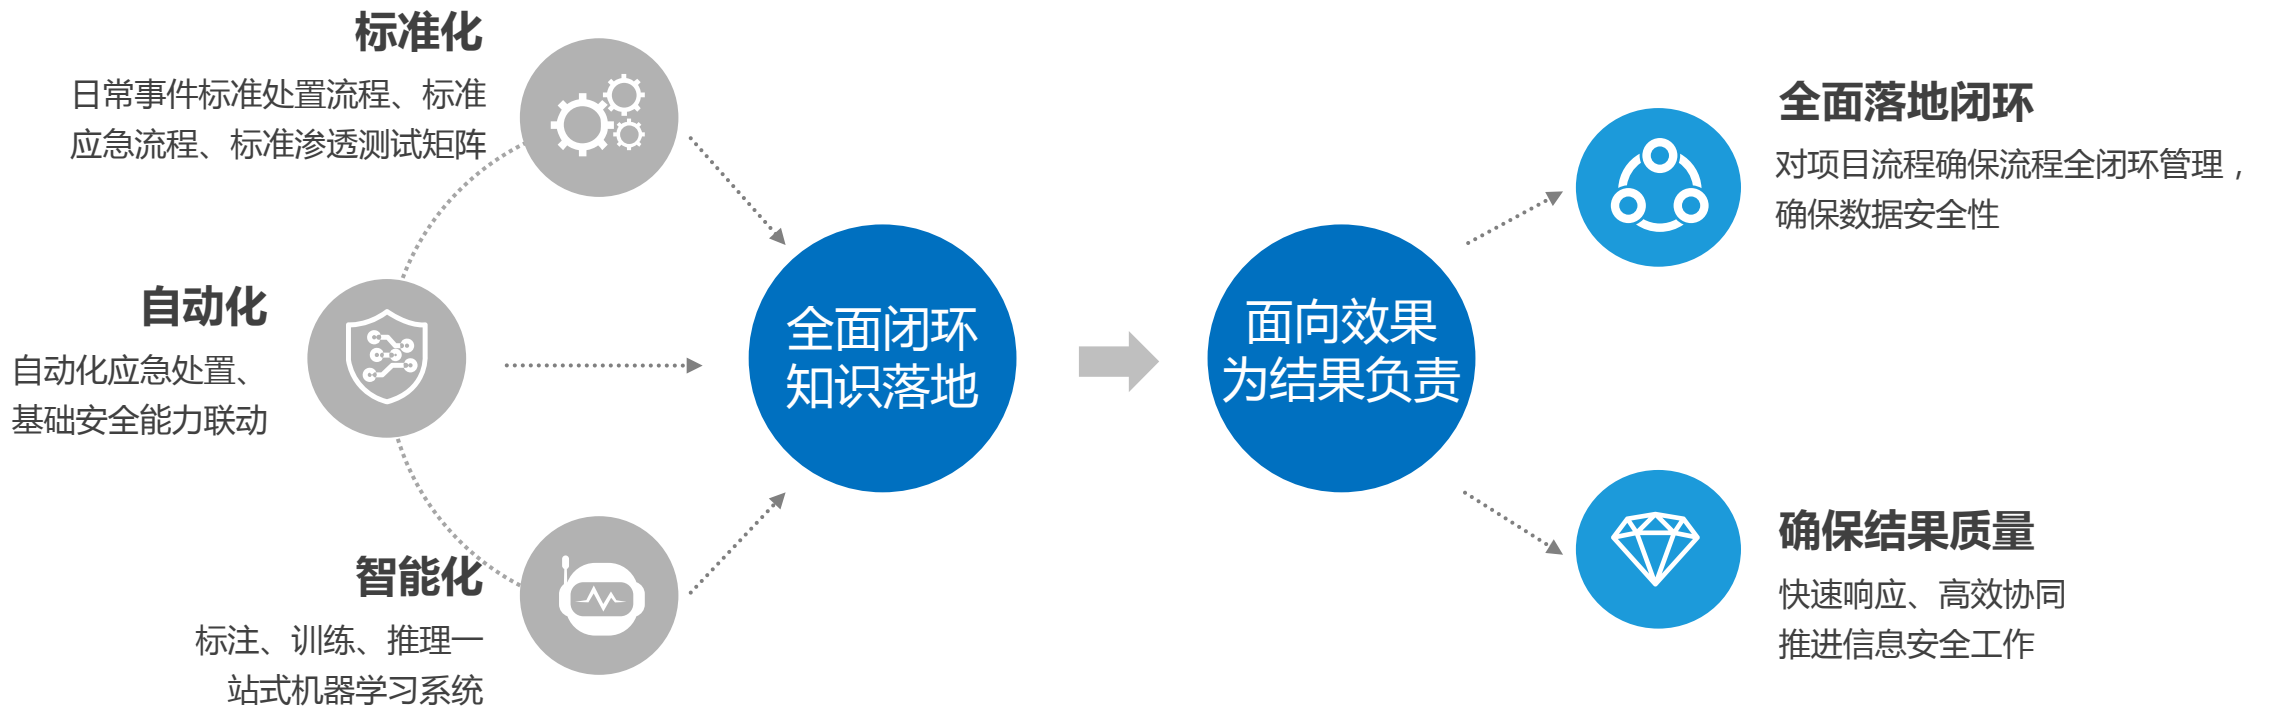 标准化
日常事件标准处置流程、标准
应急流程、标准渗透测试矩阵
自动化
自动化应急处置、
基础安全能力联动
智能化
标注、训练、推理一
站式机器学习系统
全面闭环
知识落地
面向效果
为结果负责
全面落地闭环
对项目流程确保流程全闭环管理，
确保数据安全性
确保结果质量
快速响应、高效协同
推进信息安全工作